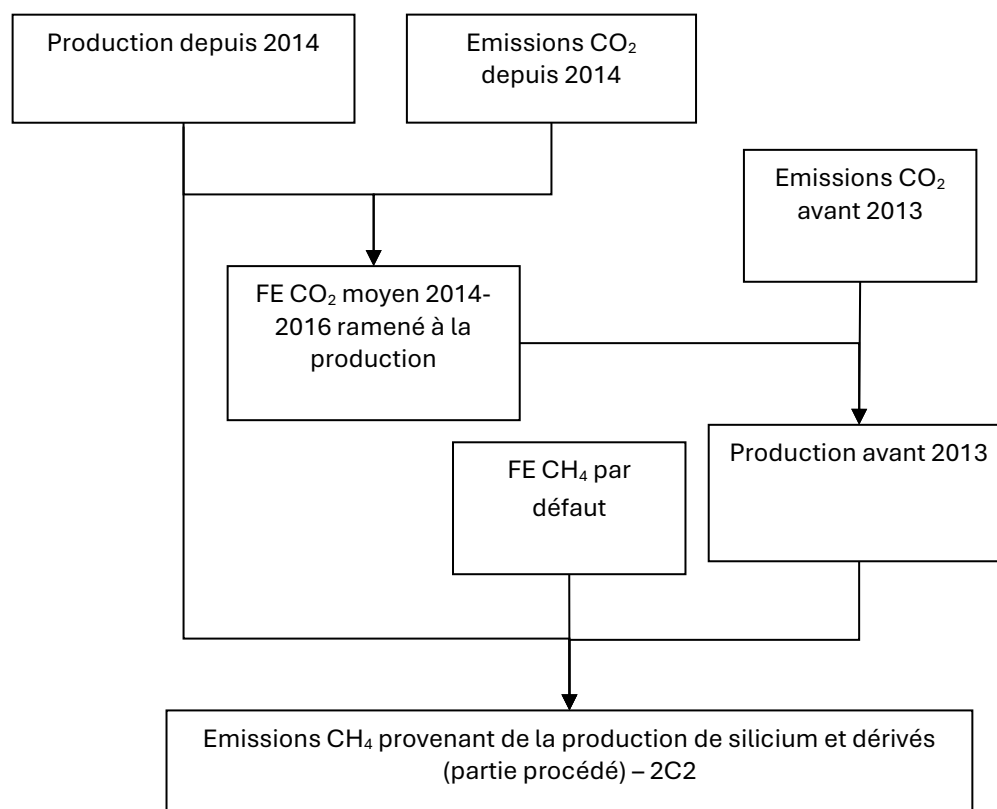 Production depuis 2014
Emissions CO₂
depuis 2014
Emissions CO₂
avant 2013
FE CO₂ moyen 2014-
2016 ramené à la
production
Production avant 2013
FE CH₄ par
défaut
Emissions CH₄ provenant de la production de silicium et dérivés
(partie procédé) – 2C2